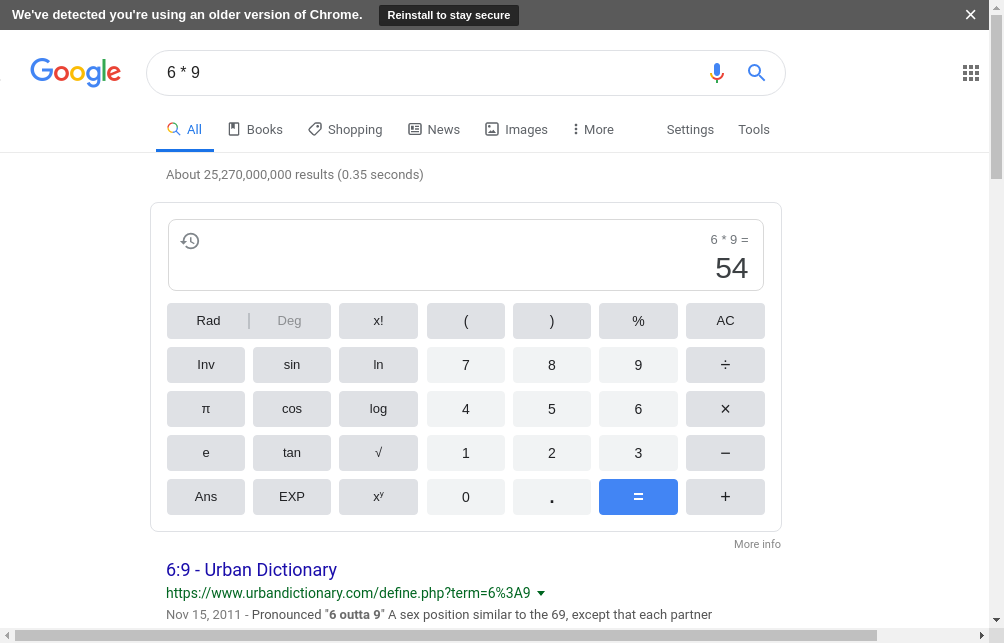 We've detected you're using an older version of Chrome. Reinstall to stay secure
Google 6 * 9
All Books Shopping News Images More Settings Tools
About 25,270,000,000 results (0.35 seconds)
6 * 9 =
54
Rad Deg x! ( ) % AC
Inv sin ln 7 8 9 ÷
π cos log 4 5 6 ×
e tan √ 1 2 3 −
Ans EXP xʸ 0 . = +
More info
6:9 - Urban Dictionary
https://www.urbandictionary.com/define.php?term=6%3A9
Nov 15, 2011 - Pronounced "6 outta 9" A sex position similar to the 69, except that each partner